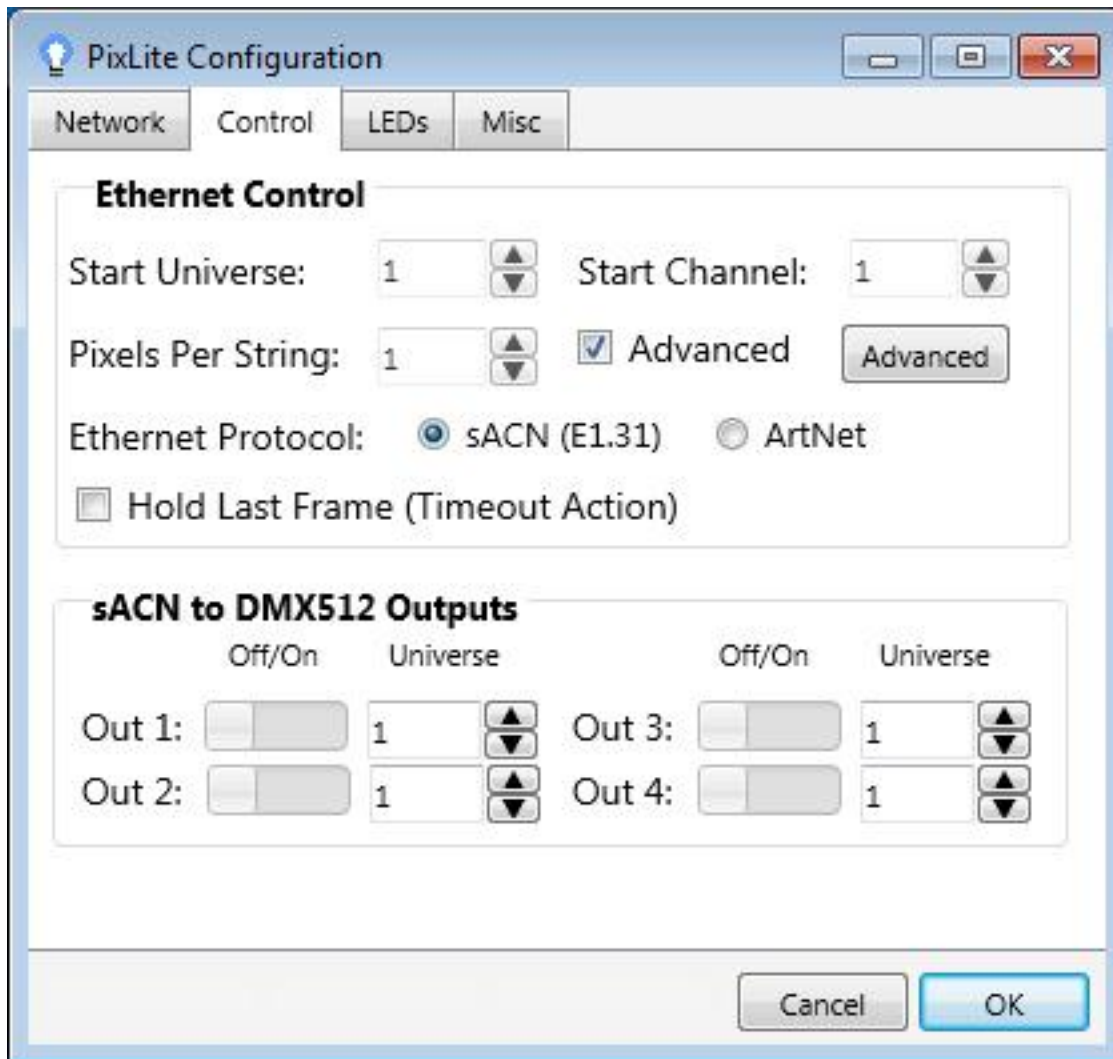 PixLite Configuration
Network Control LEDs Misc
Ethernet Control
Start Universe: 1 Start Channel: 1
Pixels Per String: 1 Advanced Advanced
Ethernet Protocol: sACN (E1.31) ArtNet
Hold Last Frame (Timeout Action)
sACN to DMX512 Outputs
Off/On Universe Off/On Universe
Out 1: 1 Out 3: 1
Out 2: 1 Out 4: 1
Cancel OK